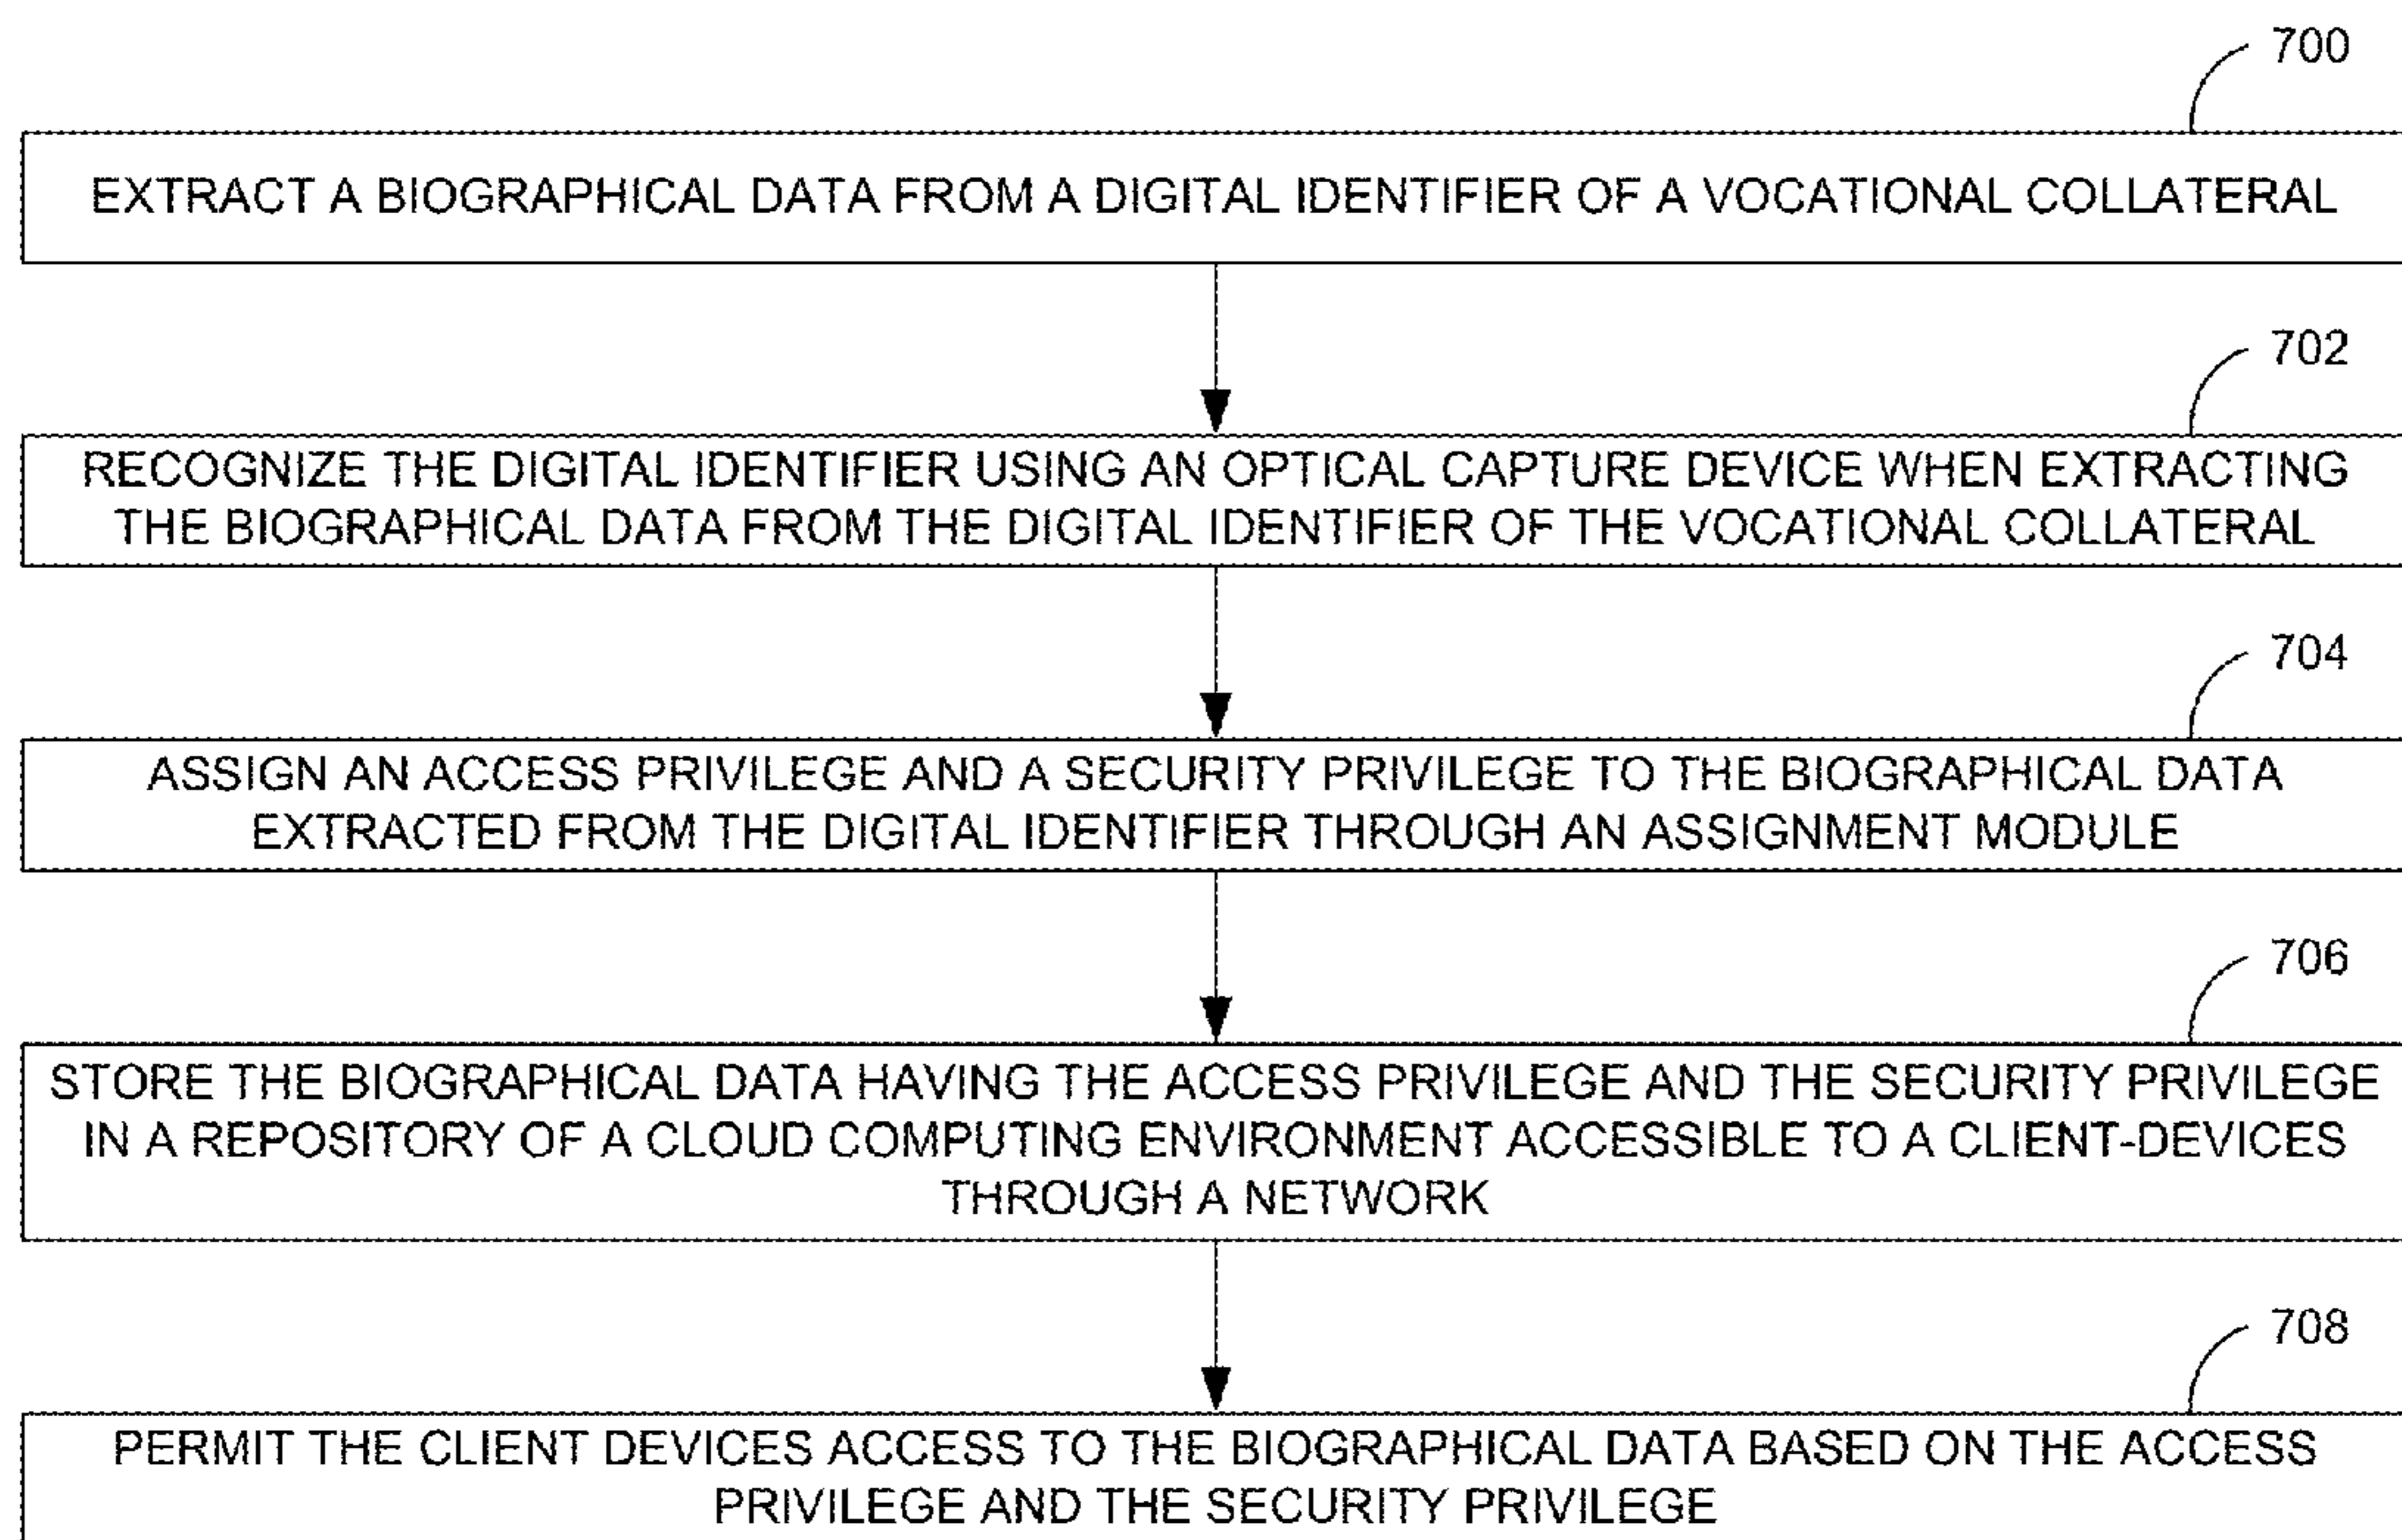 700
EXTRACT A BIOGRAPHICAL DATA FROM A DIGITAL IDENTIFIER OF A VOCATIONAL COLLATERAL
702
RECOGNIZE THE DIGITAL IDENTIFIER USING AN OPTICAL CAPTURE DEVICE WHEN EXTRACTING
THE BIOGRAPHICAL DATA FROM THE DIGITAL IDENTIFIER OF THE VOCATIONAL COLLATERAL
704
ASSIGN AN ACCESS PRIVILEGE AND A SECURITY PRIVILEGE TO THE BIOGRAPHICAL DATA
EXTRACTED FROM THE DIGITAL IDENTIFIER THROUGH AN ASSIGNMENT MODULE
706
STORE THE BIOGRAPHICAL DATA HAVING THE ACCESS PRIVILEGE AND THE SECURITY PRIVILEGE
IN A REPOSITORY OF A CLOUD COMPUTING ENVIRONMENT ACCESSIBLE TO A CLIENT-DEVICES
THROUGH A NETWORK
708
PERMIT THE CLIENT DEVICES ACCESS TO THE BIOGRAPHICAL DATA BASED ON THE ACCESS
PRIVILEGE AND THE SECURITY PRIVILEGE